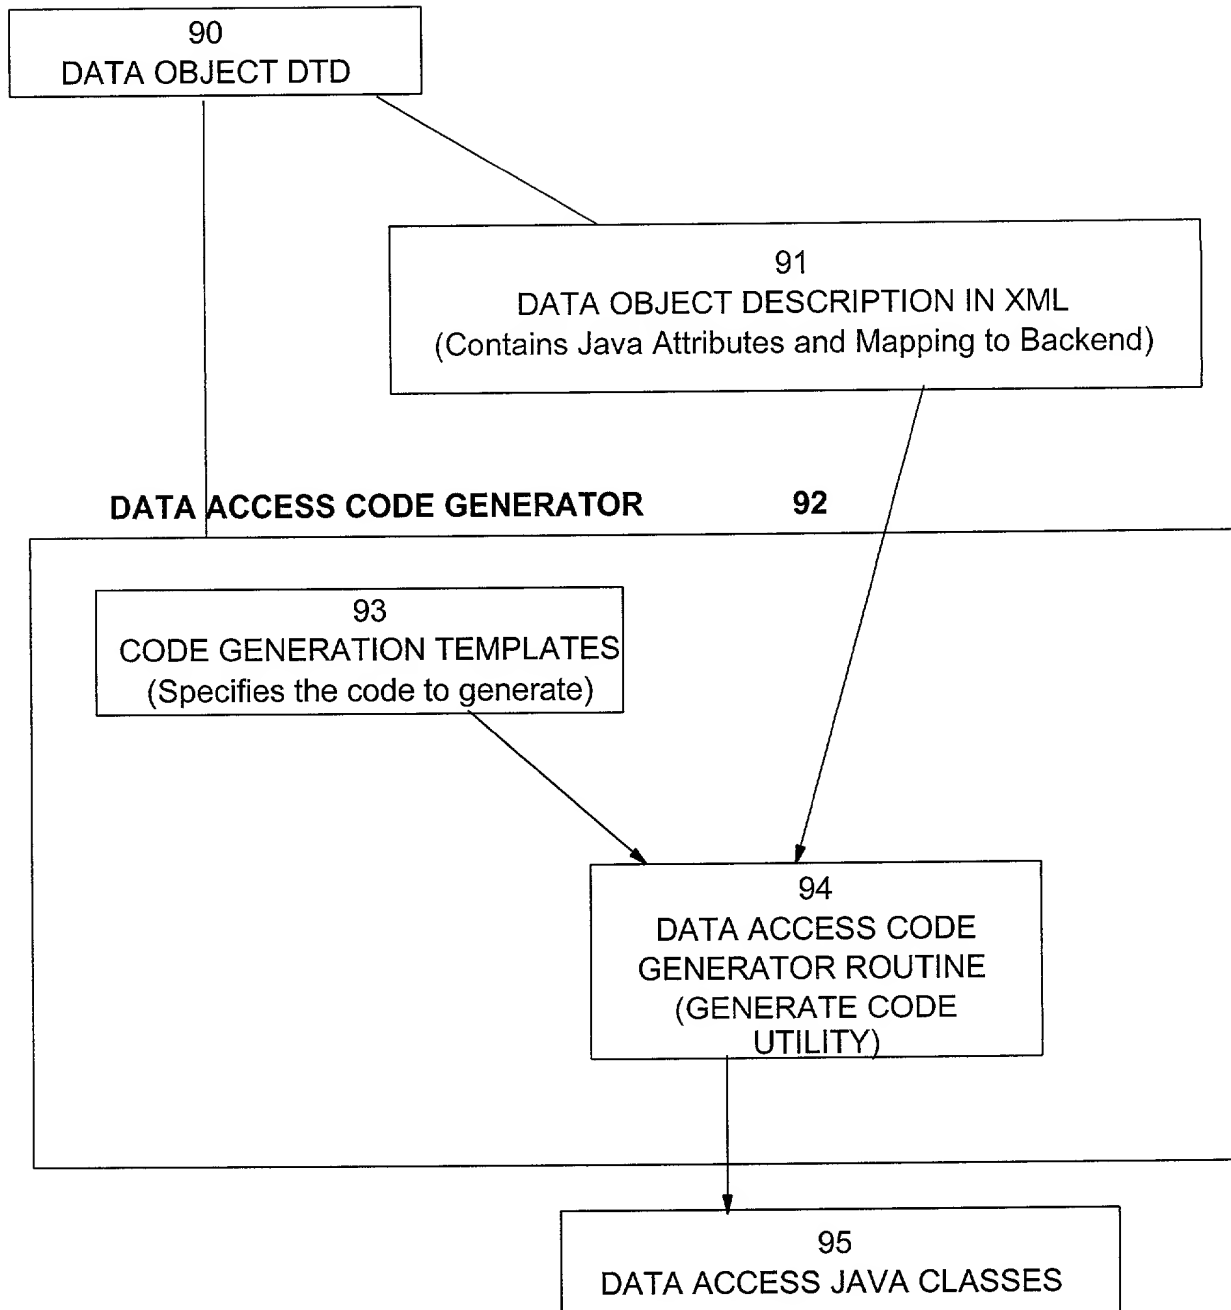 90
DATA OBJECT DTD
91
DATA OBJECT DESCRIPTION IN XML
(Contains Java Attributes and Mapping to Backend)
DATA ACCESS CODE GENERATOR 92
93
CODE GENERATION TEMPLATES
(Specifies the code to generate)
94
DATA ACCESS CODE
GENERATOR ROUTINE
(GENERATE CODE
UTILITY)
95
DATA ACCESS JAVA CLASSES